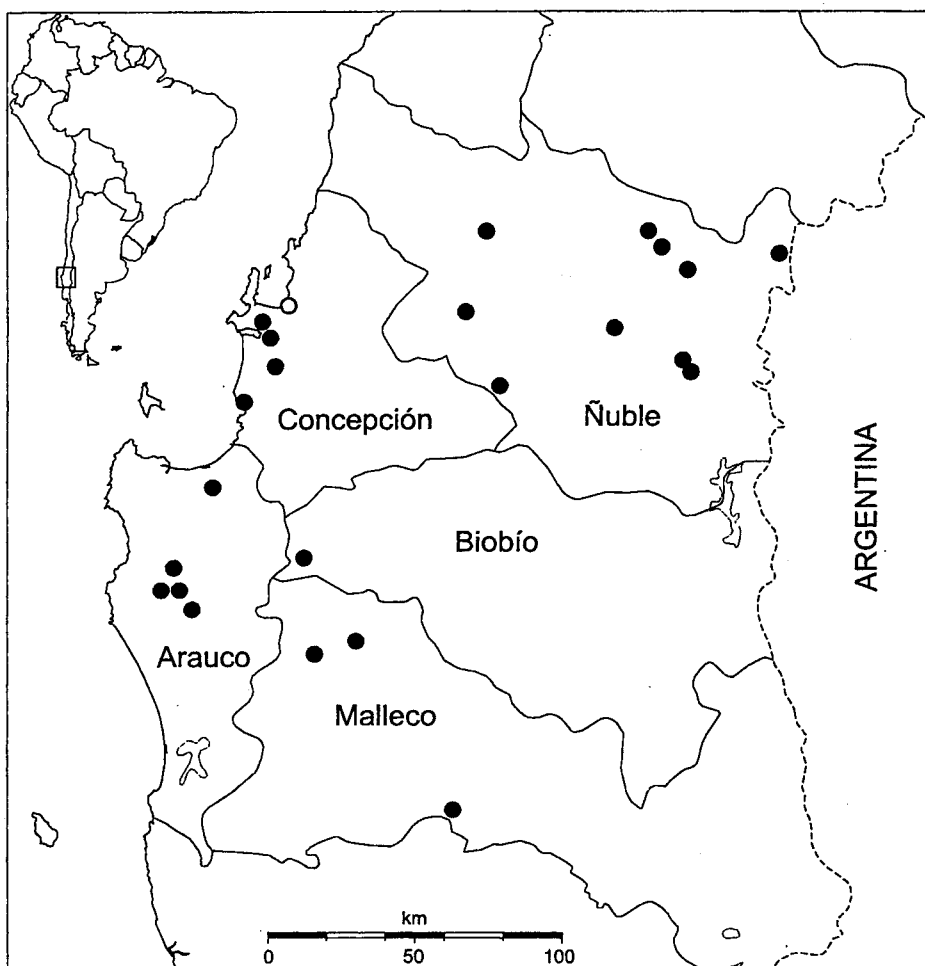 Concepción
Ñuble
ARGENTINA
Biobío
Arauco
Malleco
km
0 50 100